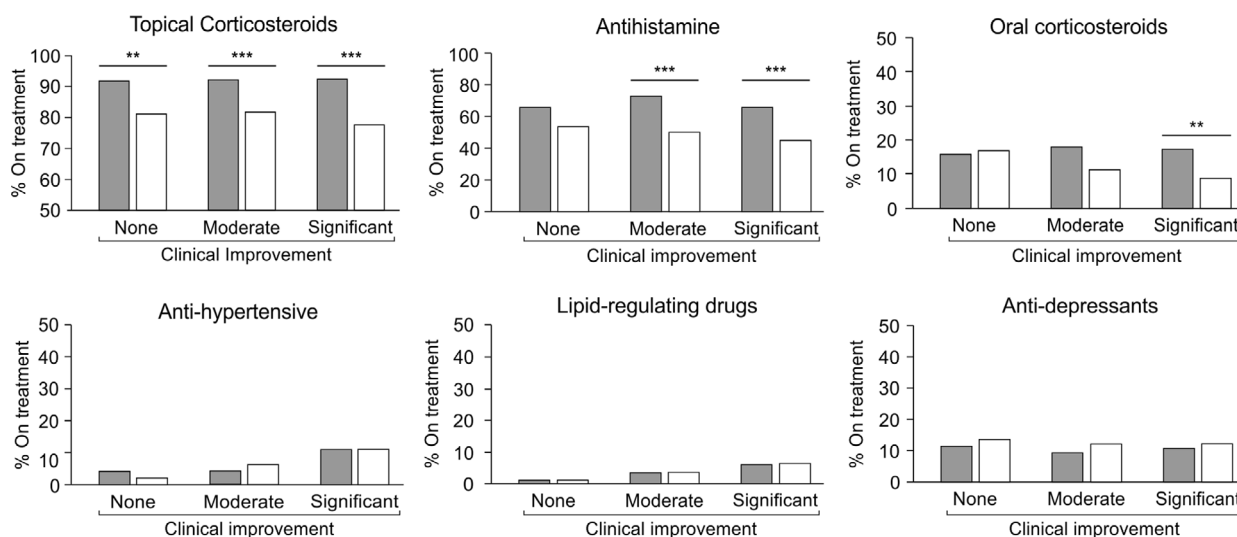 Topical Corticosteroids
% On treatment
100
90
80
70
60
50
**
***
***
None
Moderate
Significant
Clinical Improvement
Antihistamine
% On treatment
100
80
60
40
20
0
***
***
None
Moderate
Significant
Clinical improvement
Oral corticosteroids
% On treatment
50
40
30
20
10
0
**
None
Moderate
Significant
Clinical improvement
Anti-hypertensive
% On treatment
50
40
30
20
10
0
None
Moderate
Significant
Clinical improvement
Lipid-regulating drugs
% On treatment
50
40
30
20
10
0
None
Moderate
Significant
Clinical improvement
Anti-depressants
% On treatment
50
40
30
20
10
0
None
Moderate
Significant
Clinical improvement